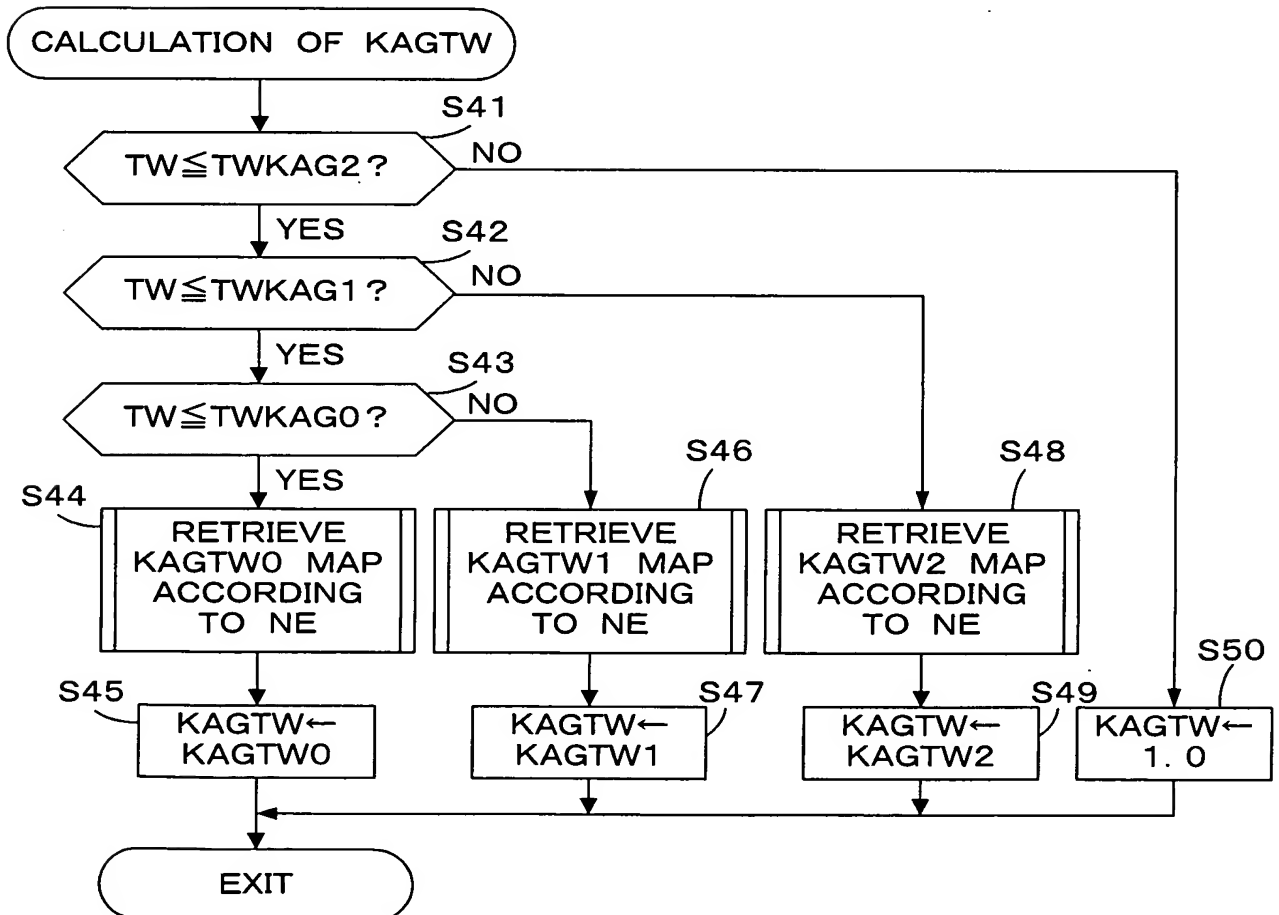 CALCULATION OF KAGTW
S41
TW≦TWKAG2?
NO
YES
S42
TW≦TWKAG1?
NO
YES
S43
TW≦TWKAG0?
NO
YES
S44
RETRIEVE
KAGTW0 MAP
ACCORDING
TO NE
S46
RETRIEVE
KAGTW1 MAP
ACCORDING
TO NE
S48
RETRIEVE
KAGTW2 MAP
ACCORDING
TO NE
S45
KAGTW←
KAGTW0
S47
KAGTW←
KAGTW1
S49
KAGTW←
KAGTW2
S50
KAGTW←
1.0
EXIT